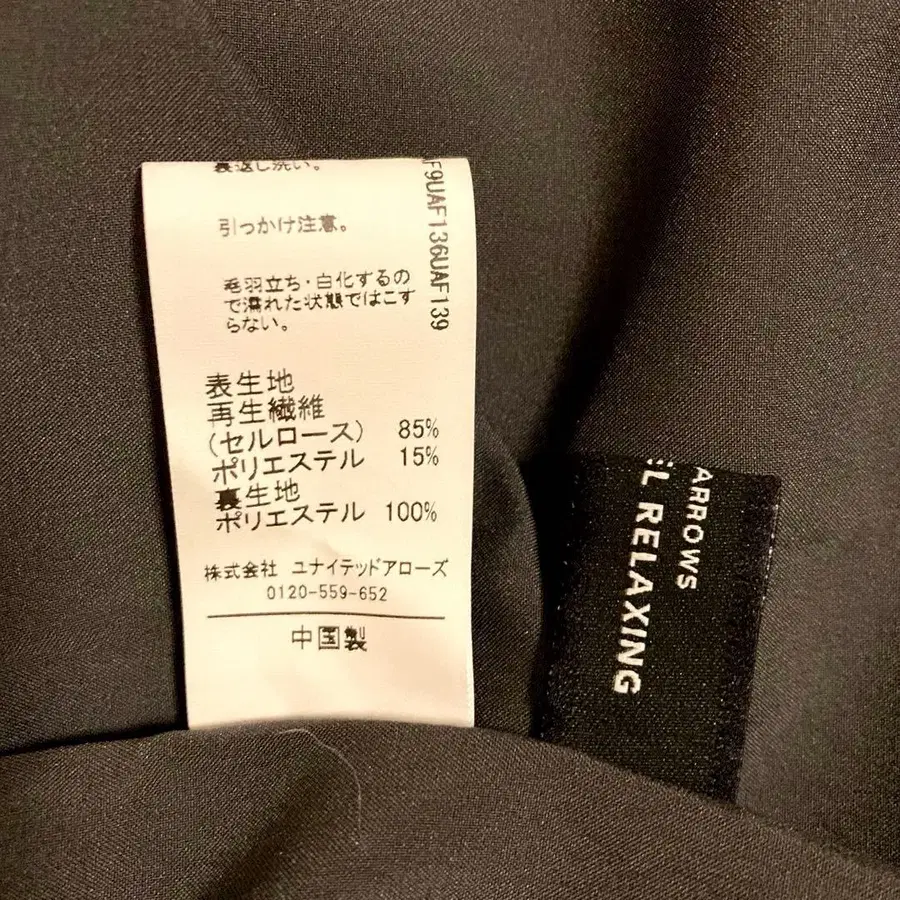 裏返し洗い。
引っかけ注意。
毛羽立ち・白化するの
で濡れた状態ではこす
らない。
表生地
再生繊維
(セルロース) 85%
ポリエステル 15%
裏生地
ポリエステル 100%
株式会社 ユナイテッドアローズ
0120-559-652
中国製
AF9UAF136UAF139
ARROWS
RELAXING